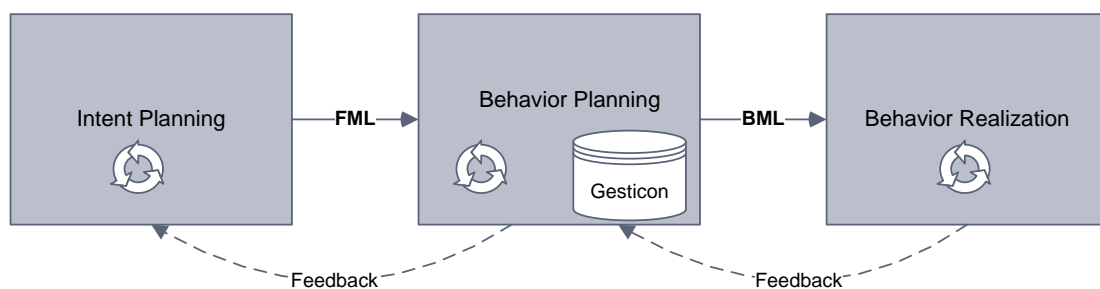 Intent Planning
FML
Behavior Planning
Gesticon
BML
Behavior Realization
Feedback
Feedback